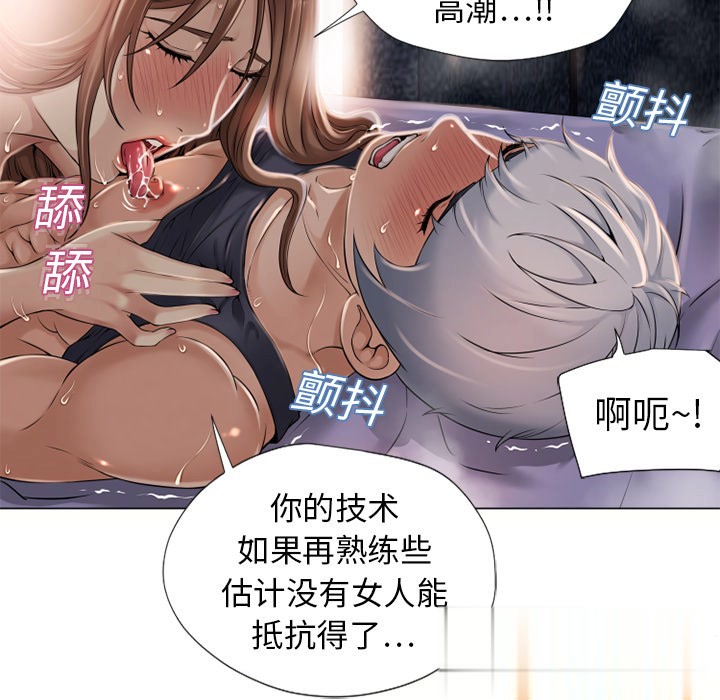 高潮...!!
颤抖
舔
舔
颤抖
啊呃~!
你的技术
如果再熟练些
估计没有女人能
抵抗得了...